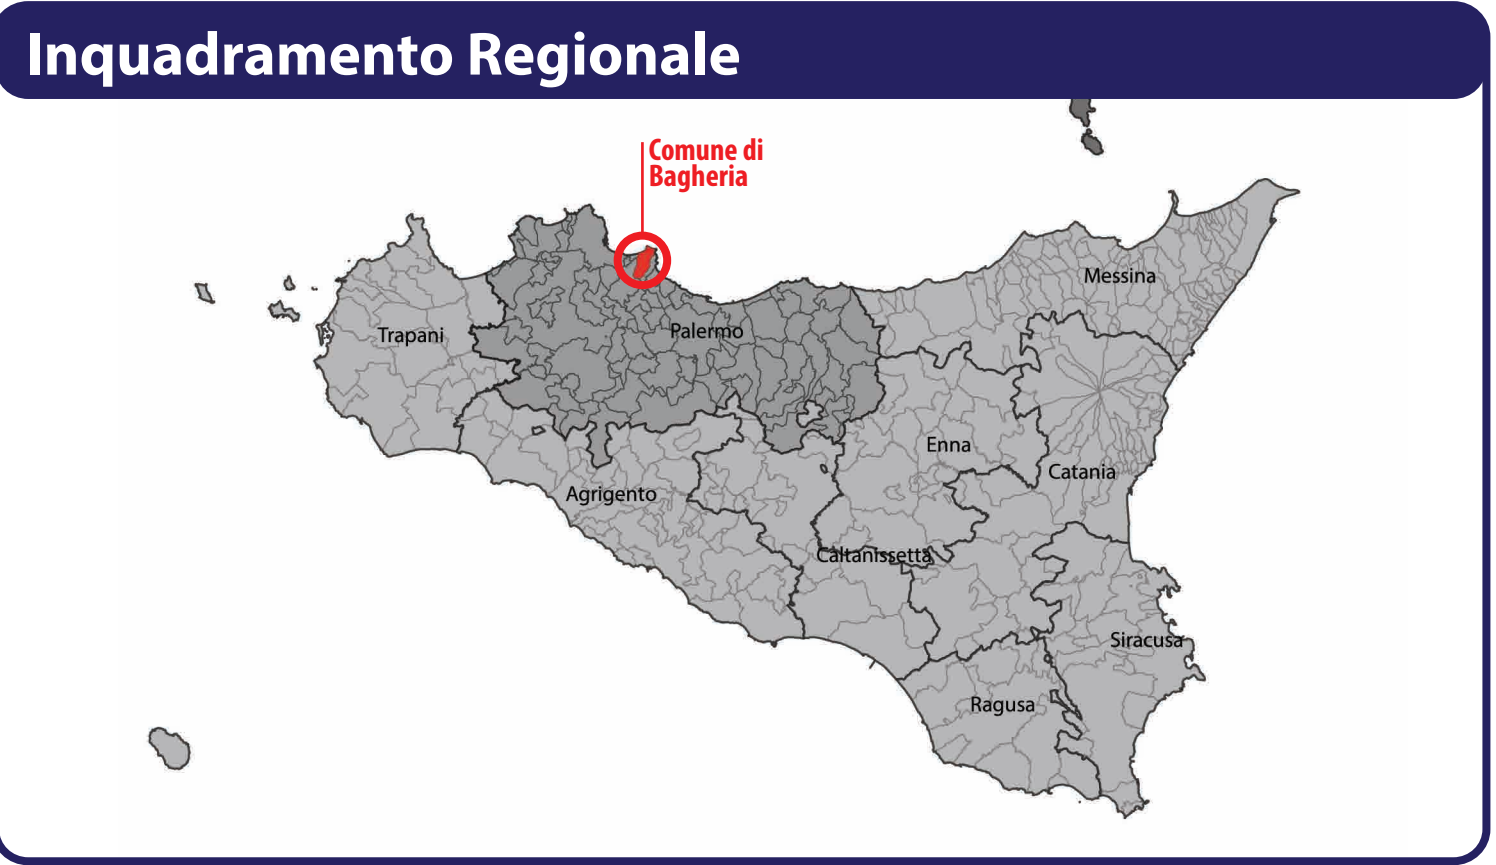 Inquadramento Regionale
Comune di
Bagheria
Messina
Trapani
Palermo
Enna
Catania
Agrigento
Caltanissetta
Siracusa
Ragusa